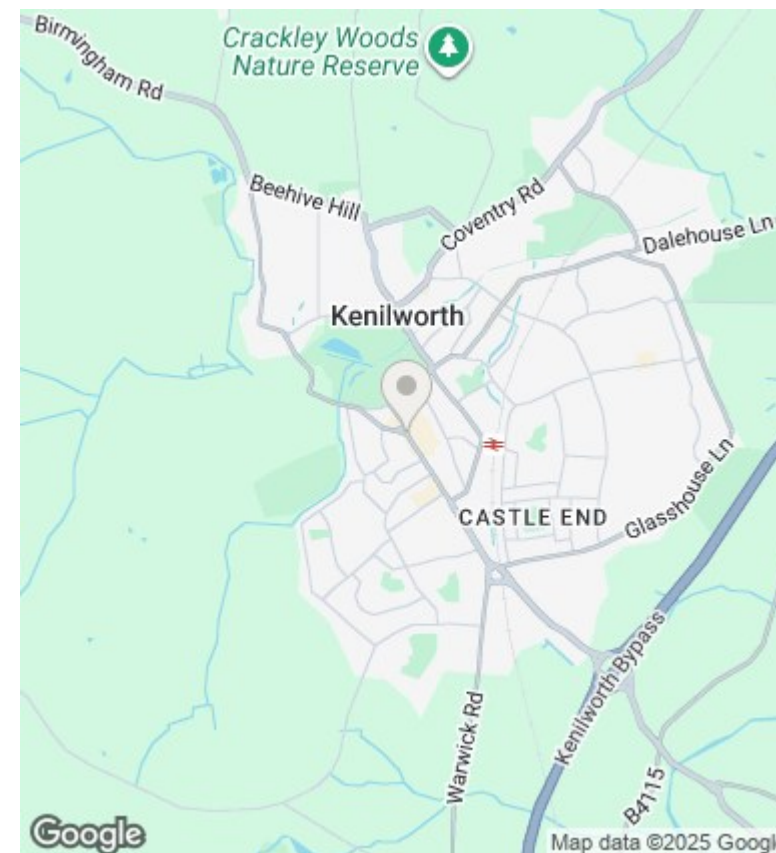 Birmingham Rd
Crackley Woods
Nature Reserve
Beehive Hill
Coventry Rd
Dalehouse Ln
Kenilworth
CASTLE END
Glasshouse Ln
Kenilworth Bypass
Warwick Rd
B4115
Google
Map data ©2025 Googl